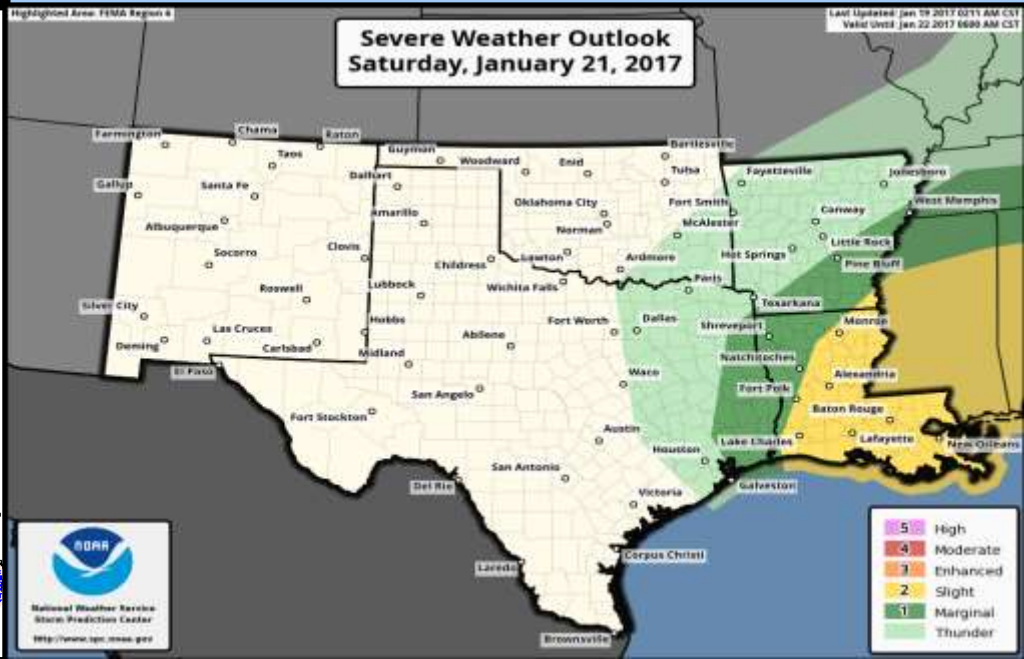 Highlighted Area: FEMA Region 6
Last Updated: Jan 19 2017 0211 AM CST
Valid Until: Jan 22 2017 0600 AM CST
Severe Weather Outlook
Saturday, January 21, 2017
Farmington
Chama
Raton
Taos
Guymon
Woodward
Enid
Bartlesville
Tulsa
Fayetteville
Jonesboro
Gallup
Santa Fe
Dalhart
Oklahoma City
Fort Smith
Conway
West Memphis
Albuquerque
Amarillo
Norman
McAlester
Little Rock
Socorro
Clovis
Childress
Lawton
Ardmore
Hot Springs
Pine Bluff
Roswell
Lubbock
Wichita Falls
Paris
Texarkana
Silver City
Las Cruces
Hobbs
Abilene
Fort Worth
Dallas
Shreveport
Monroe
Deming
Carlsbad
Midland
Natchitoches
El Paso
San Angelo
Waco
Fort Polk
Alexandria
Fort Stockton
Austin
Baton Rouge
Houston
Lake Charles
Lafayette
New Orleans
San Antonio
Del Rio
Victoria
Galveston
Corpus Christi
Laredo
Brownsville
NOAA
National Weather Service
Storm Prediction Center
http://www.spc.noaa.gov
5 High
4 Moderate
3 Enhanced
2 Slight
1 Marginal
Thunder